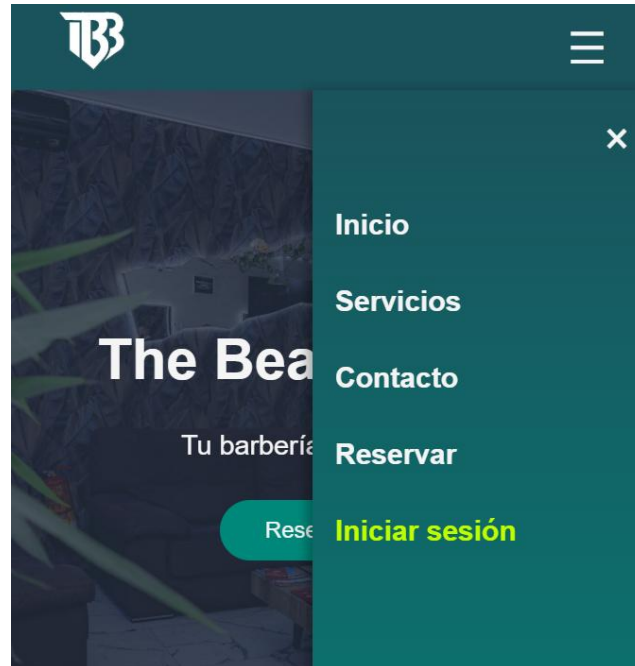 TBB
×
Inicio
Servicios
The Bea
Contacto
Tu barbería
Reservar
Rese
Iniciar sesión